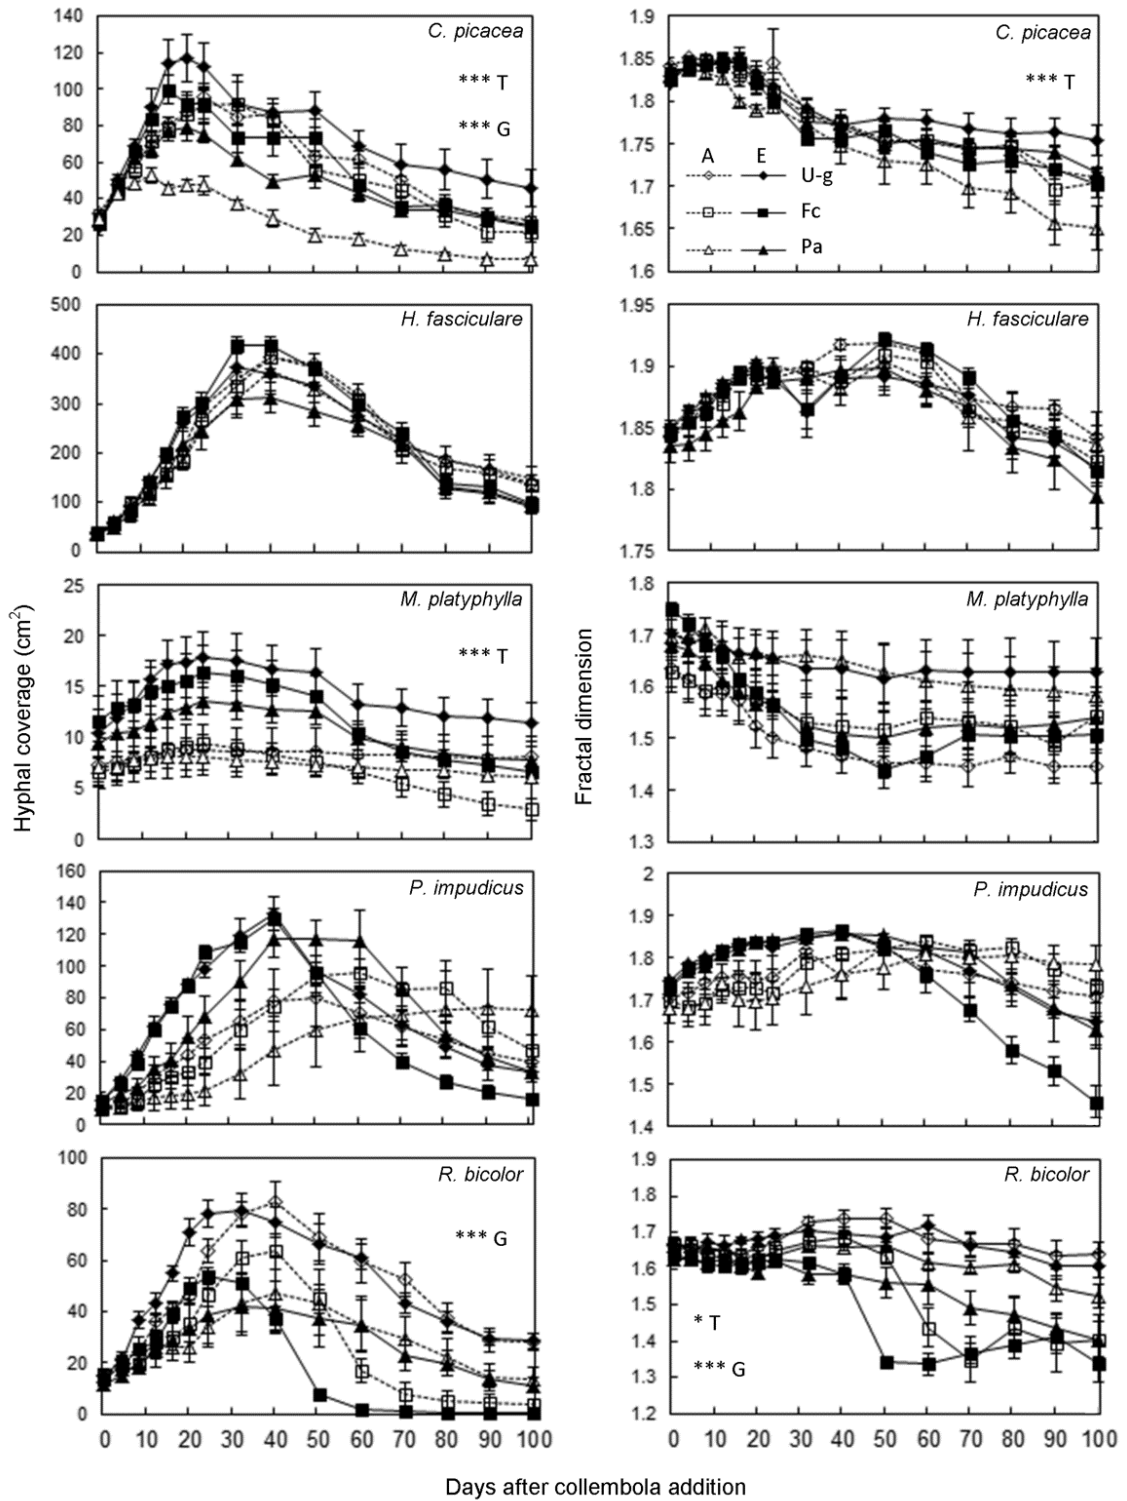 140
120
100
80
60
40
20
0
C. picacea
*** T
*** G
1.9
1.85
1.8
1.75
1.7
1.65
1.6
C. picacea
*** T
A E
U-g
Fc
Pa
500
400
300
200
100
0
H. fasciculare
1.95
1.9
1.85
1.8
1.75
H. fasciculare
25
20
15
10
5
0
M. platyphylla
*** T
1.8
1.7
1.6
1.5
1.4
1.3
M. platyphylla
Hyphal coverage (cm2)
Fractal dimension
160
140
120
100
80
60
40
20
0
P. impudicus
2
1.9
1.8
1.7
1.6
1.5
1.4
P. impudicus
100
80
60
40
20
0
R. bicolor
*** G
0 10 20 30 40 50 60 70 80 90 100
1.9
1.8
1.7
1.6
1.5
1.4
1.3
1.2
R. bicolor
* T
*** G
0 10 20 30 40 50 60 70 80 90 100
Days after collembola addition